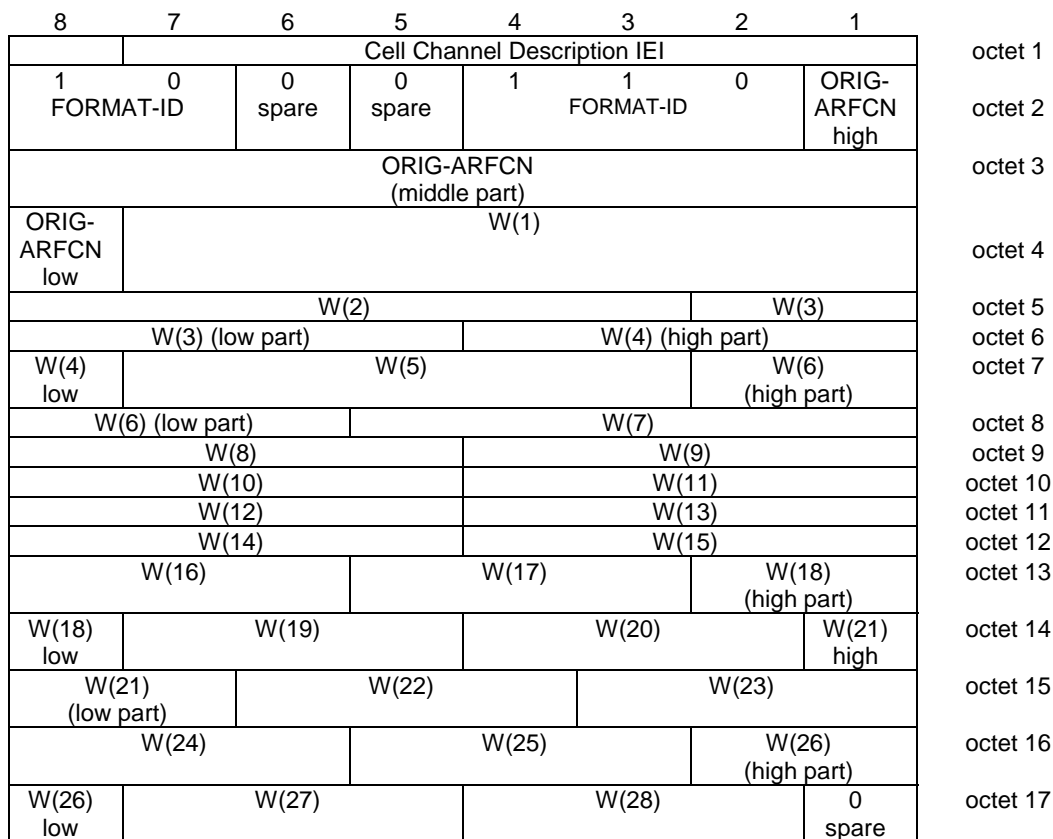 8 7 6 5 4 3 2 1
Cell Channel Description IEI octet 1
1 0 0 0 1 1 0 ORIG-
FORMAT-ID spare spare FORMAT-ID ARFCN octet 2
high
ORIG-ARFCN octet 3
(middle part)
ORIG- W(1)
ARFCN octet 4
low
W(2) W(3) octet 5
W(3) (low part) W(4) (high part) octet 6
W(4) W(5) W(6) octet 7
low (high part)
W(6) (low part) W(7) octet 8
W(8) W(9) octet 9
W(10) W(11) octet 10
W(12) W(13) octet 11
W(14) W(15) octet 12
W(16) W(17) W(18) octet 13
(high part)
W(18) W(19) W(20) W(21) octet 14
low high
W(21) W(22) W(23) octet 15
(low part)
W(24) W(25) W(26) octet 16
(high part)
W(26) W(27) W(28) 0 octet 17
low spare